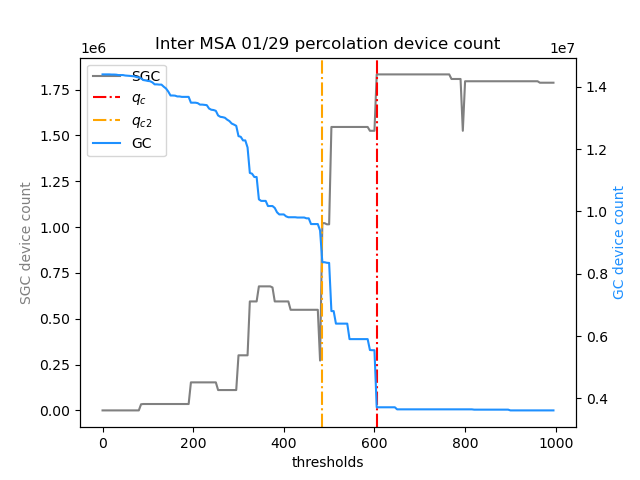 Inter MSA 01/29 percolation device count
1e6
1e7
SGC
q_c
q_c2
GC
1.75
1.50
1.25
1.00
0.75
0.50
0.25
0.00
SGC device count
1.4
1.2
1.0
0.8
0.6
0.4
GC device count
0
200
400
600
800
1000
thresholds